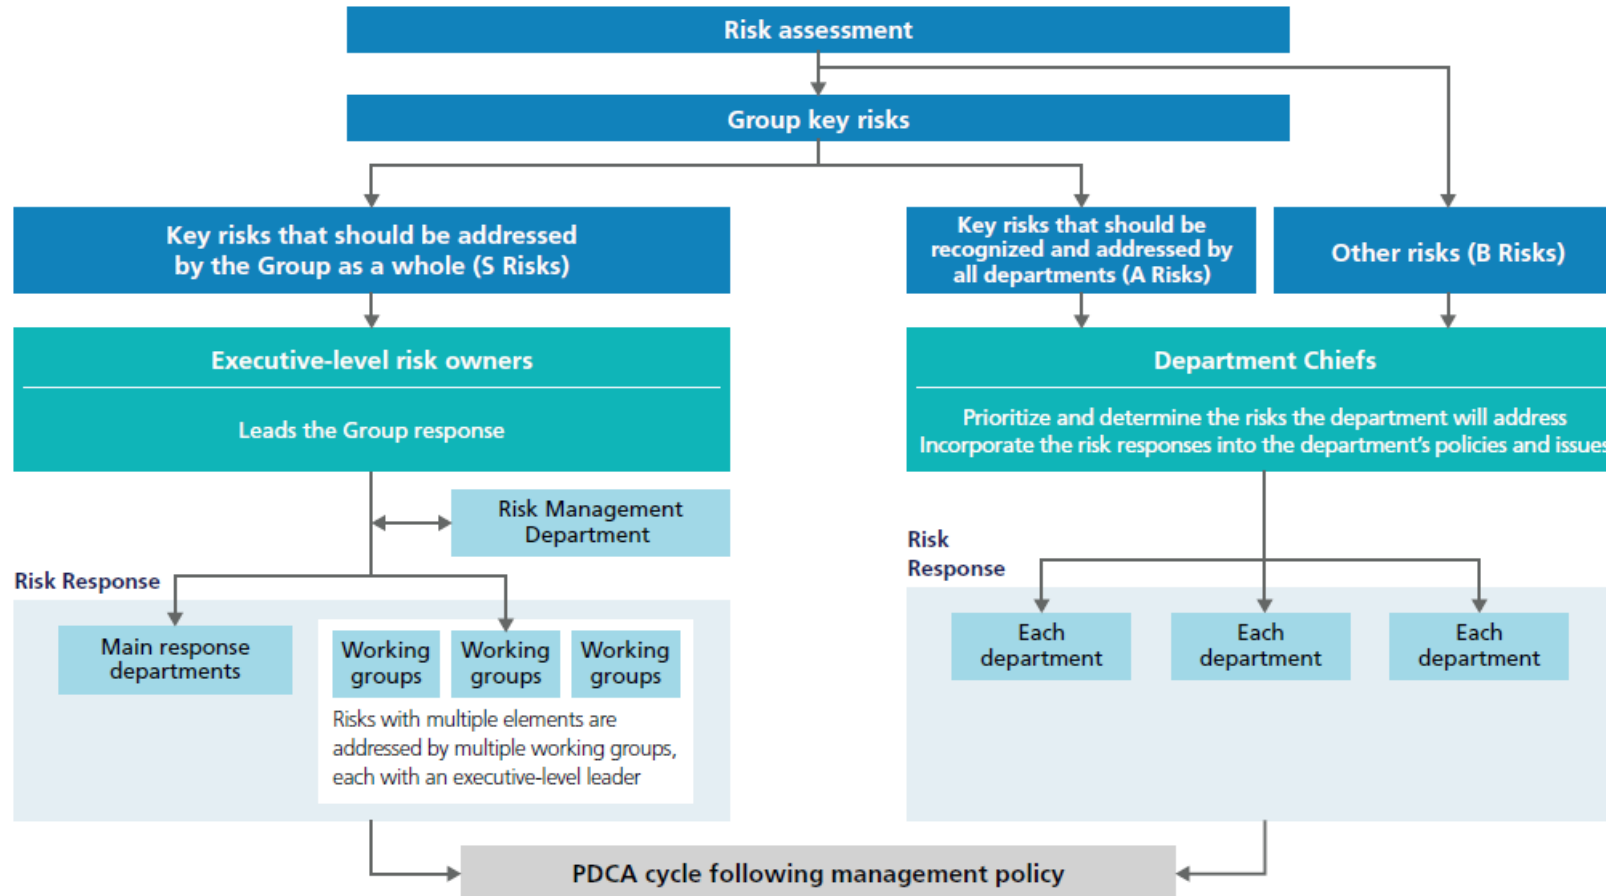 Risk assessment
Group key risks
Key risks that should be addressed
by the Group as a whole (S Risks)
Key risks that should be
recognized and addressed by
all departments (A Risks)
Other risks (B Risks)
Executive-level risk owners
Leads the Group response
Department Chiefs
Prioritize and determine the risks the department will address
Incorporate the risk responses into the department's policies and issues
Risk Management
Department
Risk Response
Main response
departments
Working
groups
Working
groups
Working
groups
Risks with multiple elements are
addressed by multiple working groups,
each with an executive-level leader
Risk
Response
Each
department
Each
department
Each
department
PDCA cycle following management policy